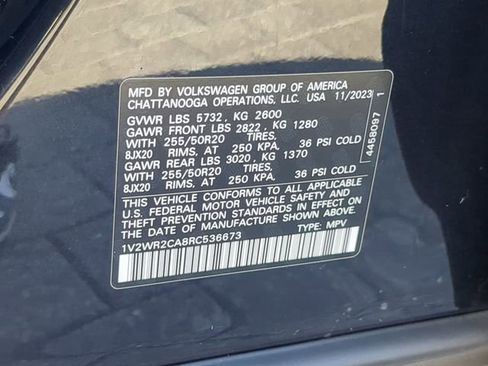 MFD BY VOLKSWAGEN GROUP OF AMERICA
CHATTANOOGA OPERATIONS, LLC. USA 11/2023
GVWR LBS 5732 , KG 2600
GAWR FRONT LBS 2822 , KG 1280
WITH 255/50R20 TIRES,
8JX20 RIMS, AT 250 KPA. 36 PSI COLD
GAWR REAR LBS 3020 , KG 1370
WITH 255/50R20 TIRES.
8JX20 RIMS, AT 250 KPA. 36 PSI COLD
THIS VEHICLE CONFORMS TO ALL APPLICABLE
U.S. FEDERAL MOTOR VEHICLE SAFETY AND
THEFT PREVENTION STANDARDS IN EFFECT ON
THE DATE OF MANUFACTURE SHOWN ABOVE.
1V2WR2CA8RC536673 TYPE: MPV
4458097 1